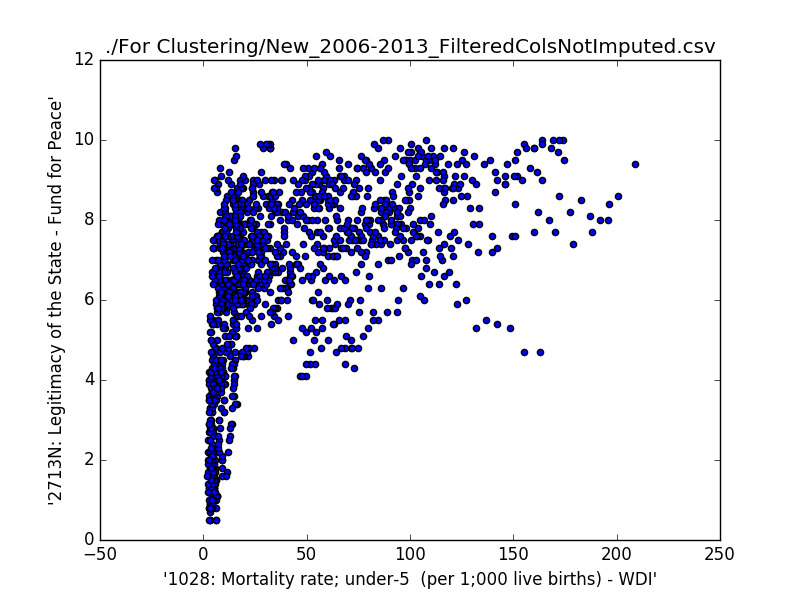 ./For Clustering/New_2006-2013_FilteredColsNotImputed.csv
12
10
8
6
4
2
0
'2713N: Legitimacy of the State - Fund for Peace'
−50 0 50 100 150 200 250
'1028: Mortality rate; under-5  (per 1;000 live births) - WDI'